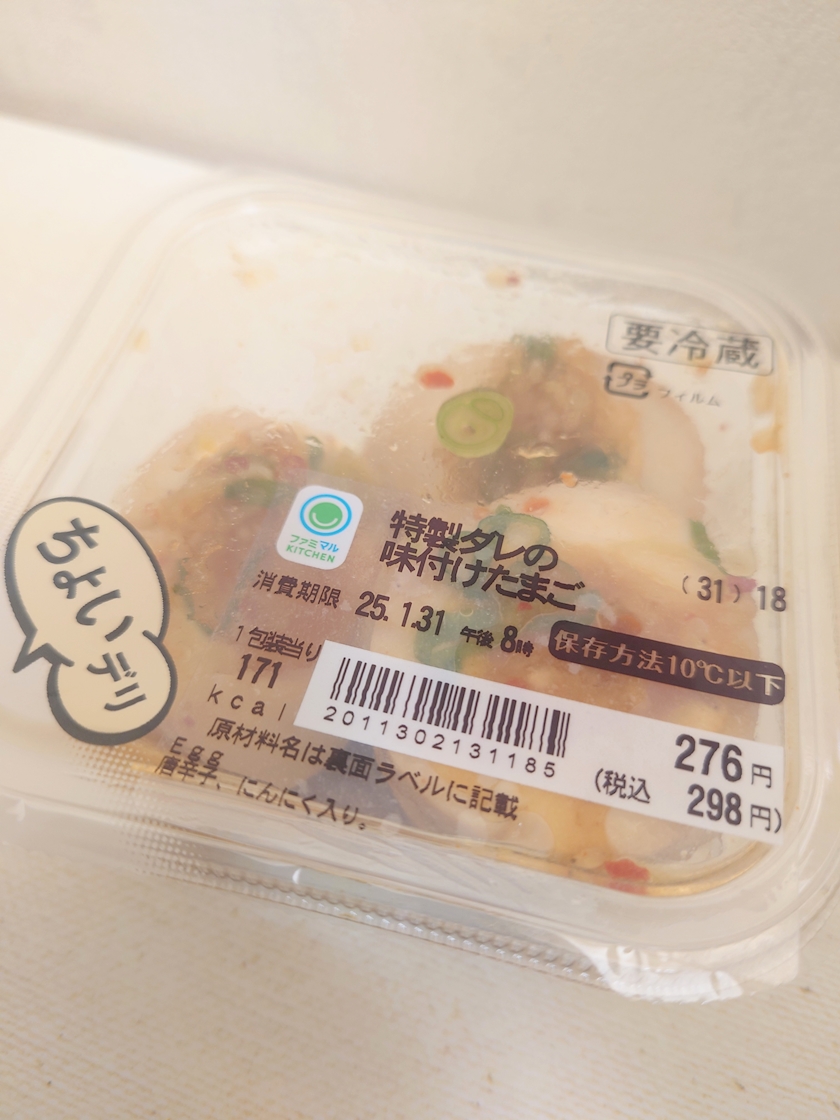 要冷蔵
プラ
フィルム
ちょい
デリ
ファミマル
KITCHEN
特製ダレの
味付けたまご
(31) 18
消費期限 25. 1.31 午後 8時
保存方法10℃以下
1包装当り
171
kcal
2011302131185
276円
(税込 298円)
原材料名は裏面ラベルに記載
Egg
唐辛子、にんにく入り。